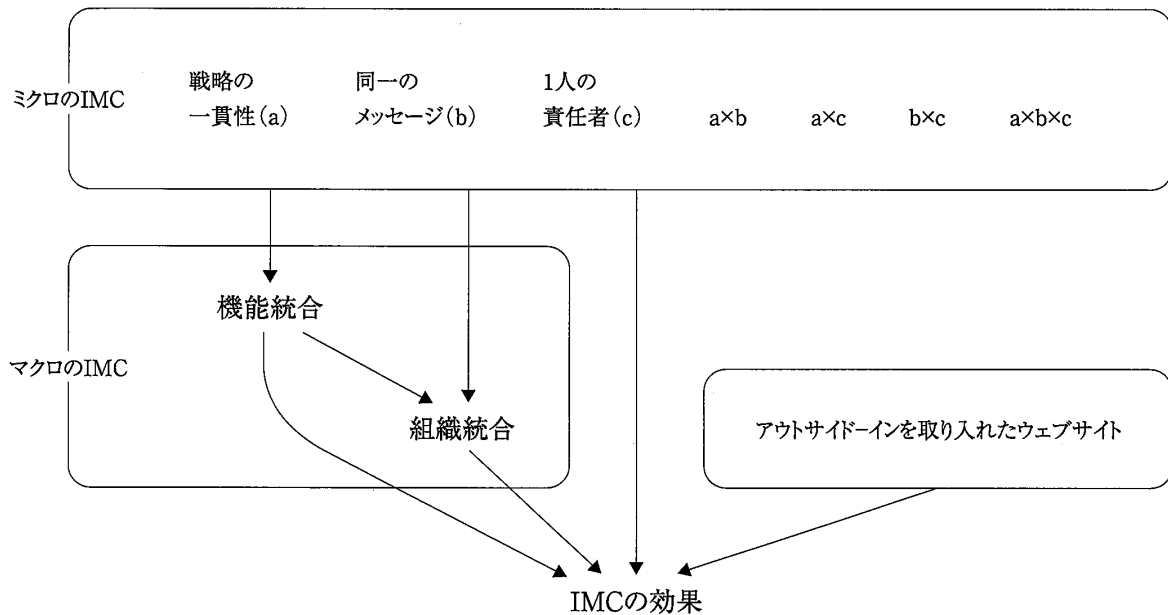 ミクロのIMC
戦略の
一貫性(a)
同一の
メッセージ(b)
1人の
責任者(c)
a×b
a×c
b×c
a×b×c
マクロのIMC
機能統合
組織統合
アウトサイド−インを取り入れたウェブサイト
IMCの効果